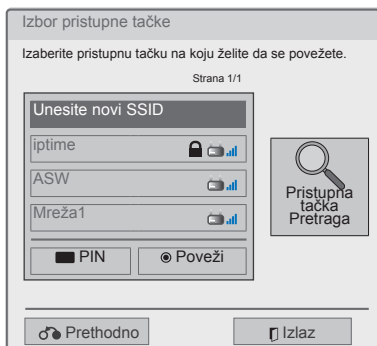 Izbor pristupne tačke
Izaberite pristupnu tačku na koju želite da se povežete.
Strana 1/1
Unesite novi SSID
iptime
ASW
Mreža1
PIN
Poveži
Pristupna
tačka
Pretraga
Prethodno
Izlaz